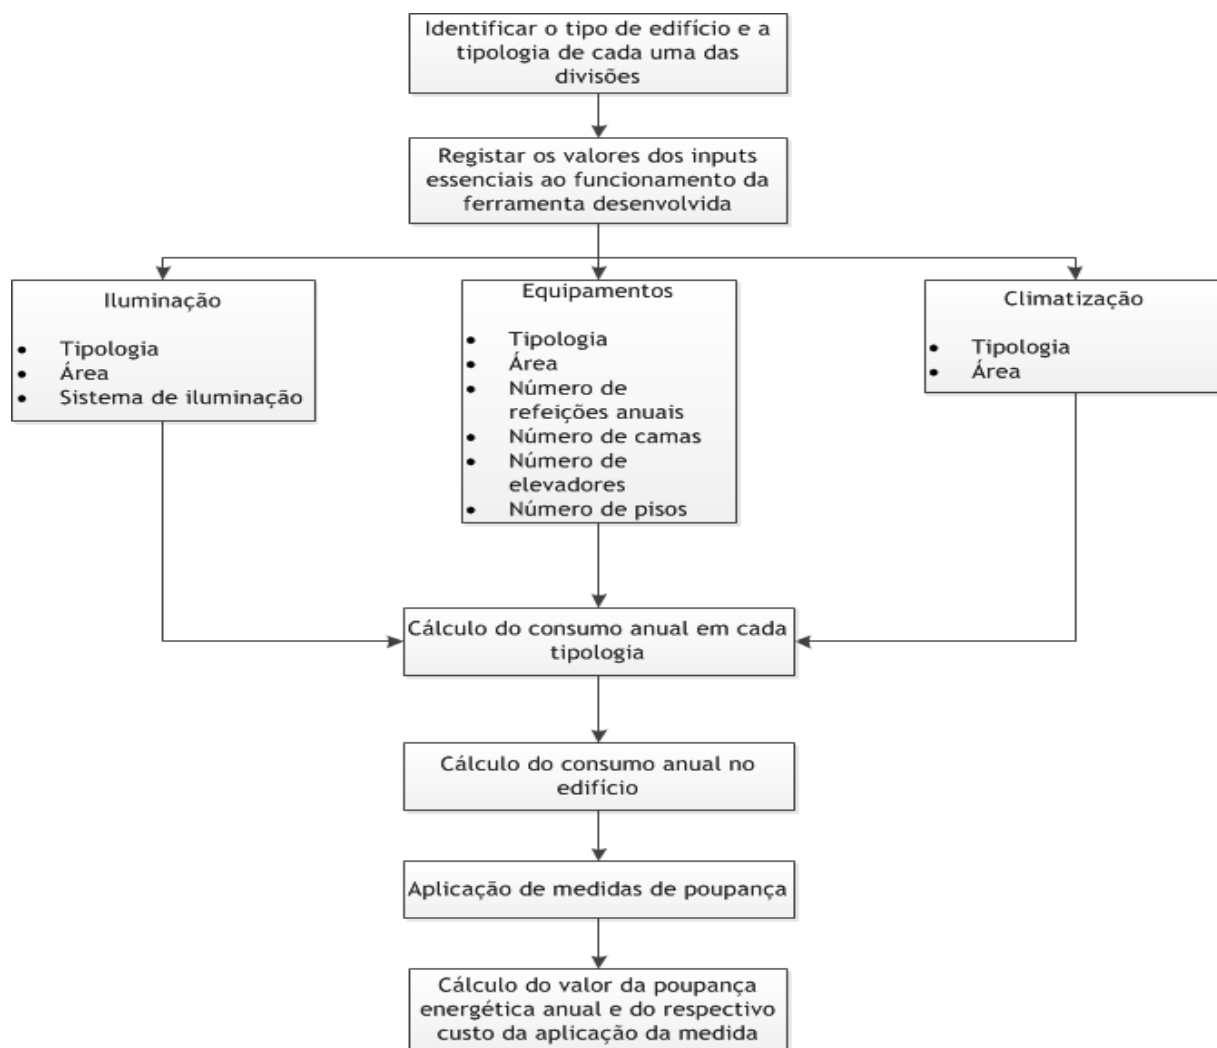 Identificar o tipo de edifício e a
tipologia de cada uma das
divisões
Registar os valores dos inputs
essenciais ao funcionamento da
ferramenta desenvolvida
Iluminação
• Tipologia
• Área
• Sistema de iluminação
Equipamentos
• Tipologia
• Área
• Número de
refeições anuais
• Número de camas
• Número de
elevadores
• Número de pisos
Climatização
• Tipologia
• Área
Cálculo do consumo anual em cada
tipologia
Cálculo do consumo anual no
edifício
Aplicação de medidas de poupança
Cálculo do valor da poupança
energética anual e do respectivo
custo da aplicação da medida